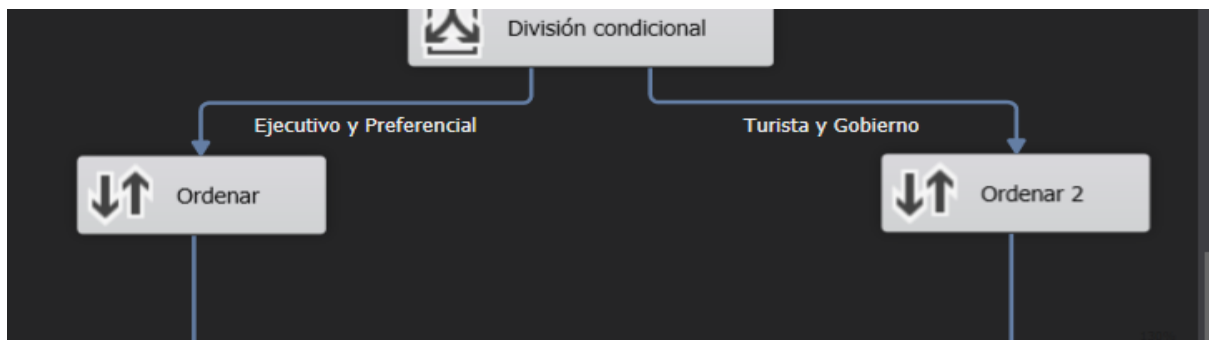 División condicional
Ejecutivo y Preferencial
Turista y Gobierno
Ordenar
Ordenar 2